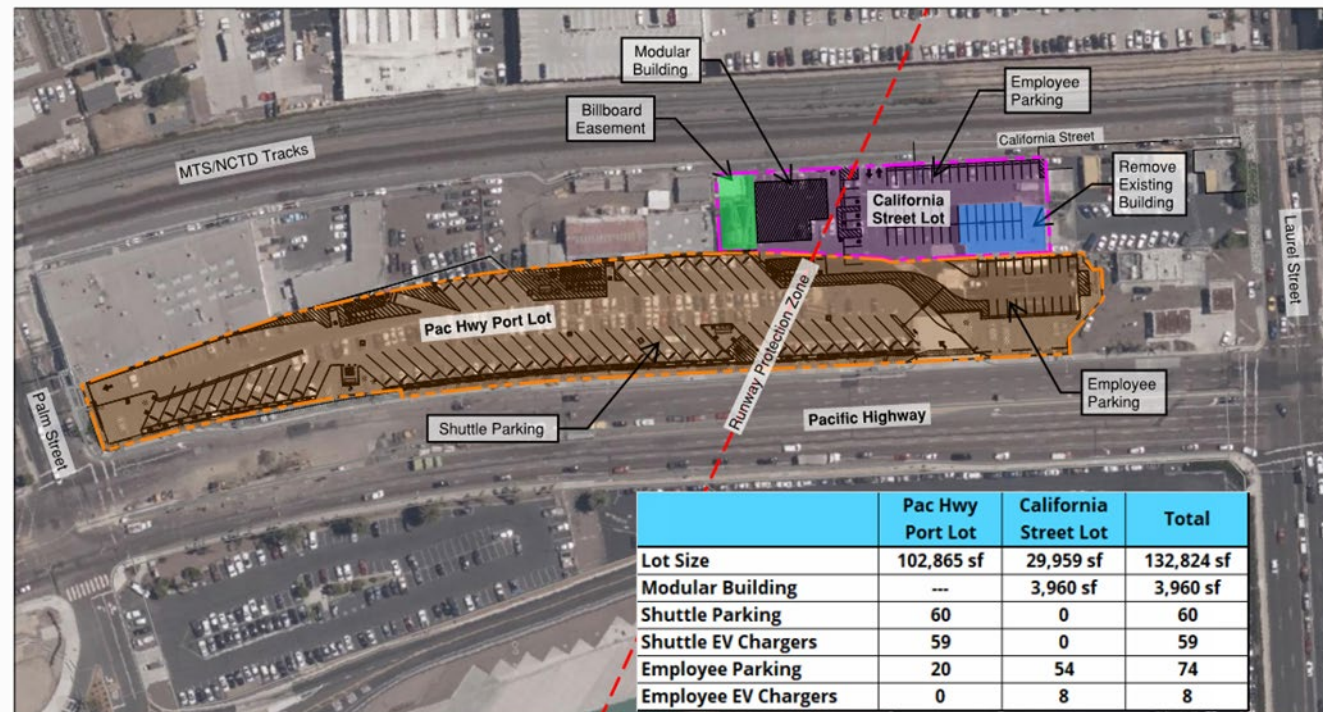 Modular
Building
Employee
Parking
Billboard
Easement
California Street
MTS/NCTD Tracks
Remove
Existing
Building
California
Street Lot
Laurel Street
Runway Protection Zone
Pac Hwy Port Lot
Palm Street
Shuttle Parking
Employee
Parking
Pacific Highway
Pac Hwy Port Lot California Street Lot Total
Lot Size 102,865 sf 29,959 sf 132,824 sf
Modular Building --- 3,960 sf 3,960 sf
Shuttle Parking 60 0 60
Shuttle EV Chargers 59 0 59
Employee Parking 20 54 74
Employee EV Chargers 0 8 8